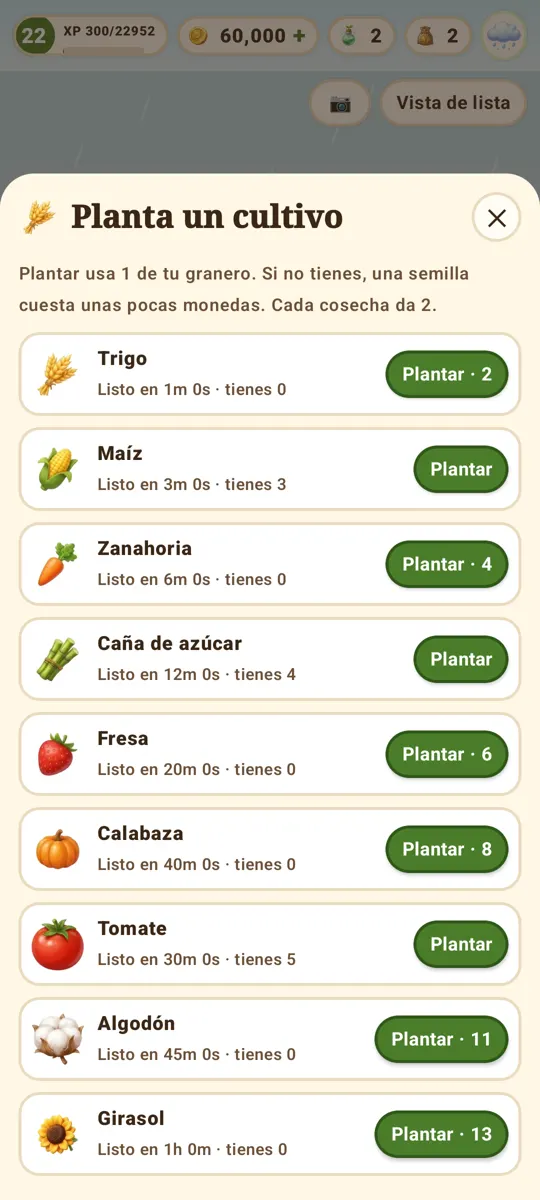 22
XP 300/22952
60,000 +
2
2
Vista de lista
Planta un cultivo
Plantar usa 1 de tu granero. Si no tienes, una semilla
cuesta unas pocas monedas. Cada cosecha da 2.
Trigo
Listo en 1m 0s · tienes 0
Plantar · 2
Maíz
Listo en 3m 0s · tienes 3
Plantar
Zanahoria
Listo en 6m 0s · tienes 0
Plantar · 4
Caña de azúcar
Listo en 12m 0s · tienes 4
Plantar
Fresa
Listo en 20m 0s · tienes 0
Plantar · 6
Calabaza
Listo en 40m 0s · tienes 0
Plantar · 8
Tomate
Listo en 30m 0s · tienes 5
Plantar
Algodón
Listo en 45m 0s · tienes 0
Plantar · 11
Girasol
Listo en 1h 0m · tienes 0
Plantar · 13